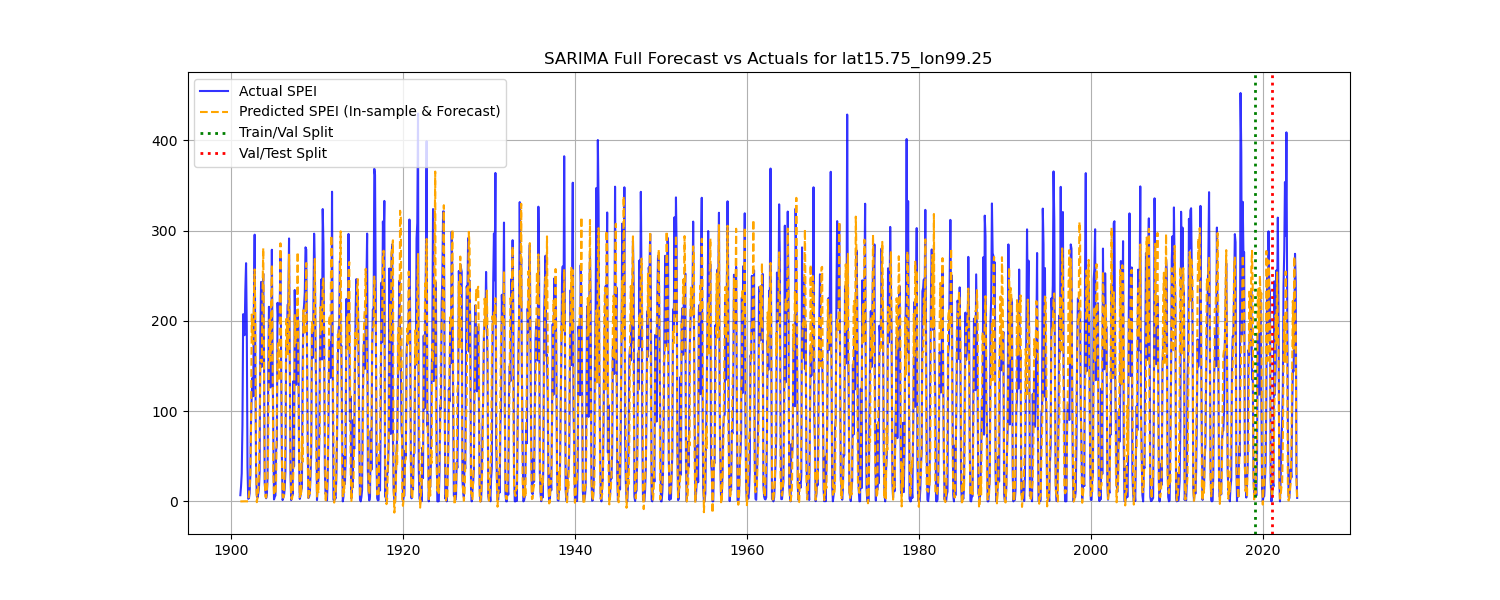 SARIMA Full Forecast vs Actuals for lat15.75_lon99.25
Actual SPEI
Predicted SPEI (In-sample & Forecast)
Train/Val Split
Val/Test Split
400
300
200
100
0
1900 1920 1940 1960 1980 2000 2020